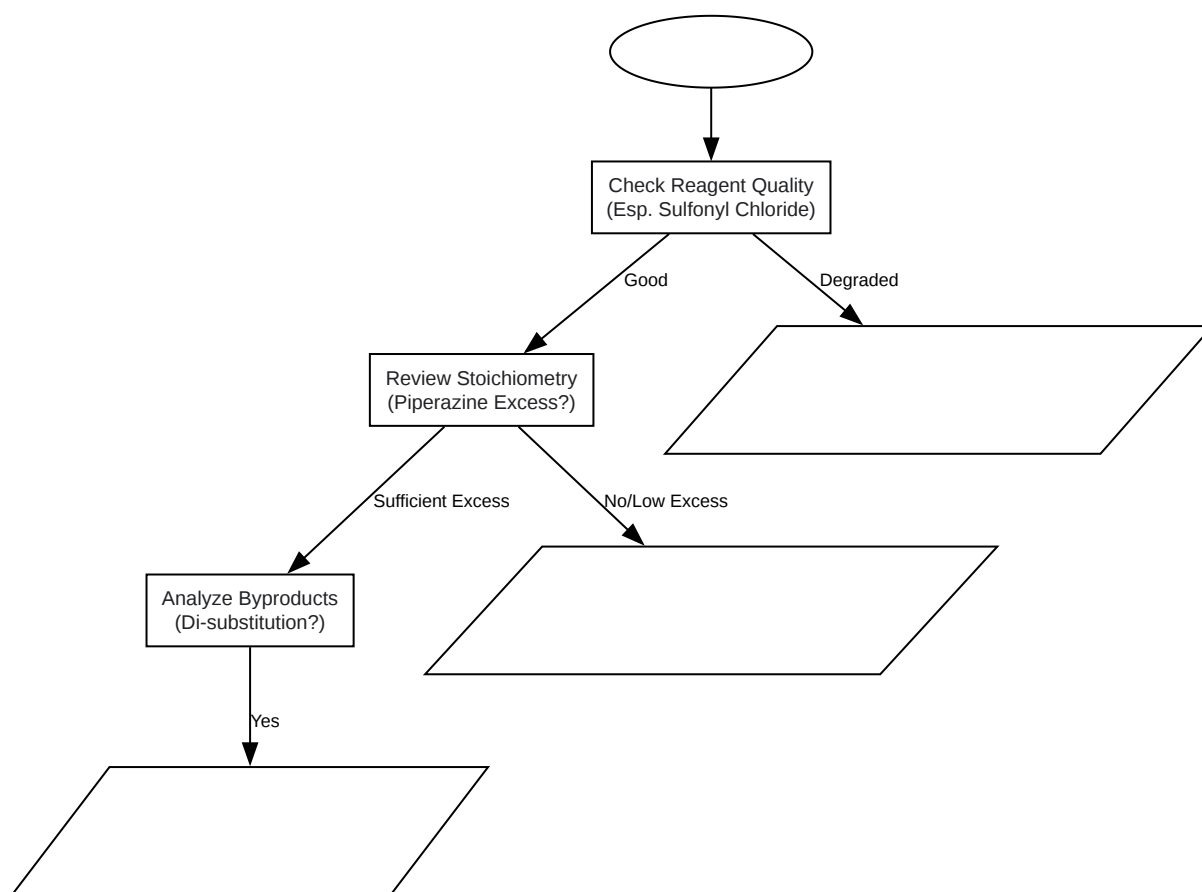 Check Reagent Quality
(Esp. Sulfonyl Chloride)
Good
Degraded
Review Stoichiometry
(Piperazine Excess?)
Sufficient Excess
No/Low Excess
Analyze Byproducts
(Di-substitution?)
Yes